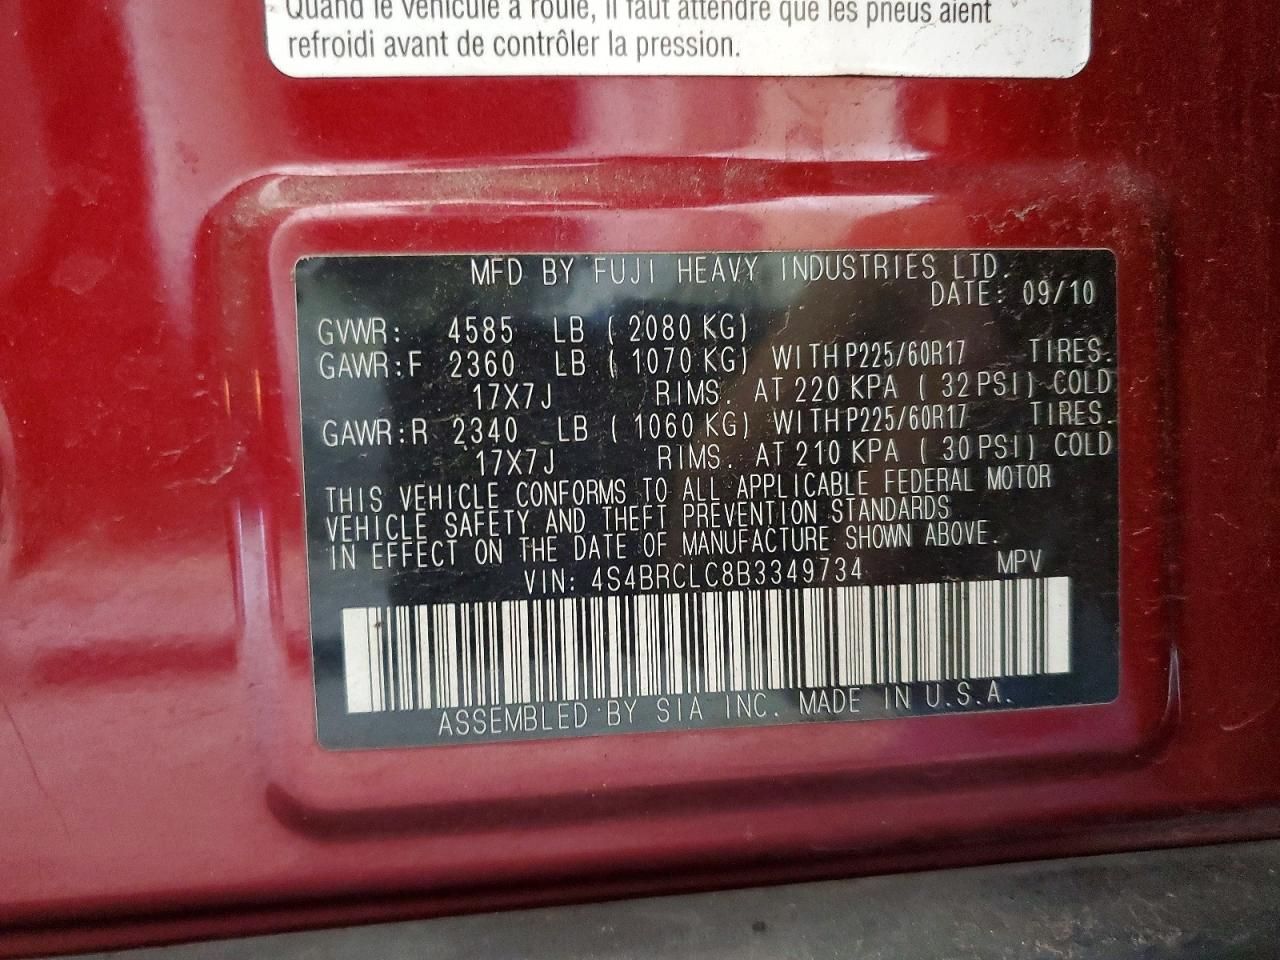 Quand le véhicule a roulé, il faut attendre que les pneus aient
refroidi avant de contrôler la pression.
MFD BY FUJI HEAVY INDUSTRIES LTD.
DATE: 09/10
GVWR: 4585 LB ( 2080 KG)
GAWR:F 2360 LB ( 1070 KG) WITH P225/60R17 TIRES.
17X7J RIMS. AT 220 KPA ( 32 PSI) COLD
GAWR:R 2340 LB ( 1060 KG) WITH P225/60R17 TIRES.
17X7J RIMS. AT 210 KPA ( 30 PSI) COLD
THIS VEHICLE CONFORMS TO ALL APPLICABLE FEDERAL MOTOR
VEHICLE SAFETY AND THEFT PREVENTION STANDARDS
IN EFFECT ON THE DATE OF MANUFACTURE SHOWN ABOVE.
VIN: 4S4BRCLC8B3349734 MPV
ASSEMBLED BY SIA INC. MADE IN U.S.A.